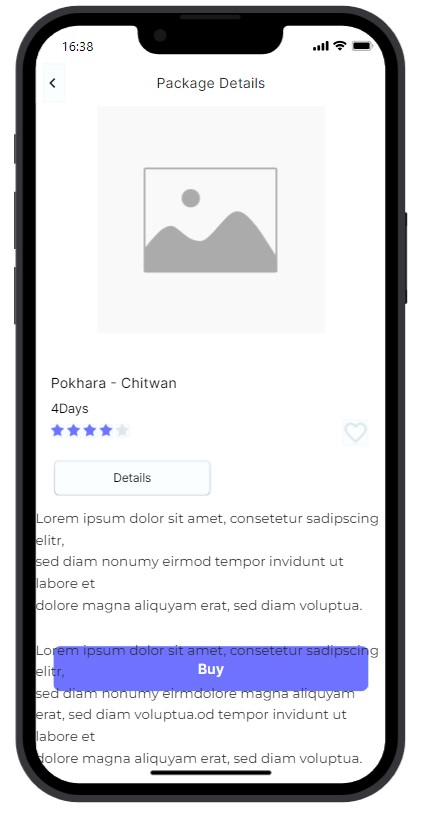 16:38
Package Details
Pokhara - Chitwan
4Days
Details
Lorem ipsum dolor sit amet, consetetur sadipscing
elitr,
sed diam nonumy eirmod tempor invidunt ut
labore et
dolore magna aliquyam erat, sed diam voluptua.
Lorem ipsum dolor sit amet, consetetur sadipscing
elitr,
Buy
sed diam nonumy eirmdolore magna aliquyam
erat, sed diam voluptua.od tempor invidunt ut
labore et
dolore magna aliquyam erat, sed diam voluptua.